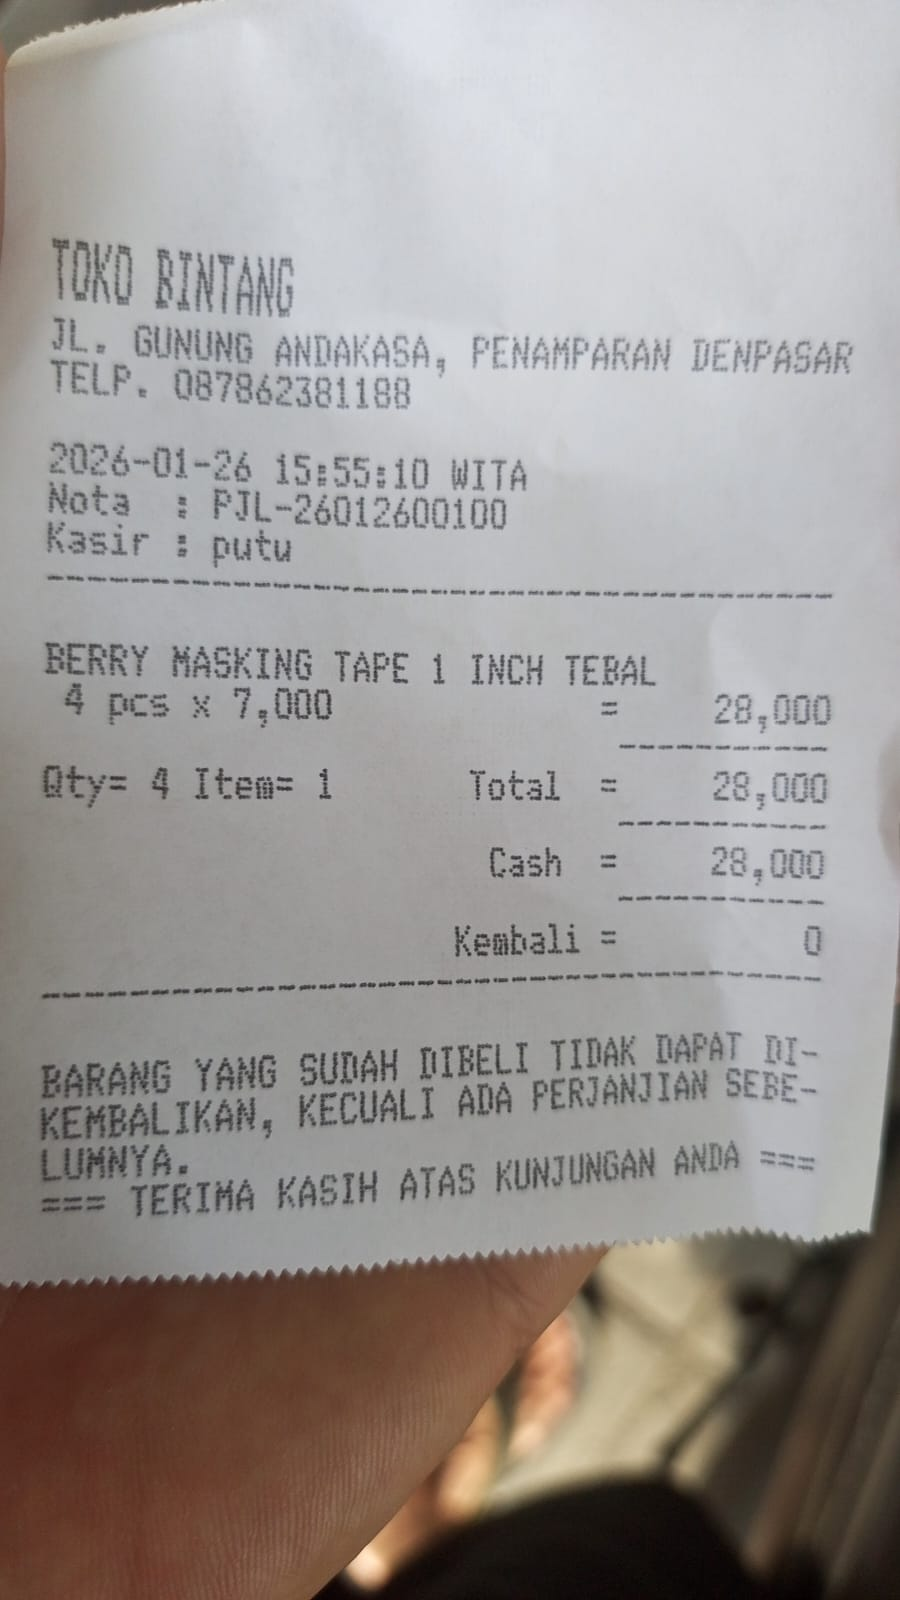 TOKO BINTANG
JL. GUNUNG ANDAKASA, PENAMPARAN DENPASAR
TELP. 087862381188
2026-01-26 15:55:10 WITA
Nota : PJL-26012600100
Kasir : putu
BERRY MASKING TAPE 1 INCH TEBAL
4 pcs x 7,000 = 28,000
Qty= 4 Item= 1 Total = 28,000
Cash = 28,000
Kembali = 0
BARANG YANG SUDAH DIBELI TIDAK DAPAT DI-
KEMBALIKAN, KECUALI ADA PERJANJIAN SEBE-
LUMNYA.
=== TERIMA KASIH ATAS KUNJUNGAN ANDA ===